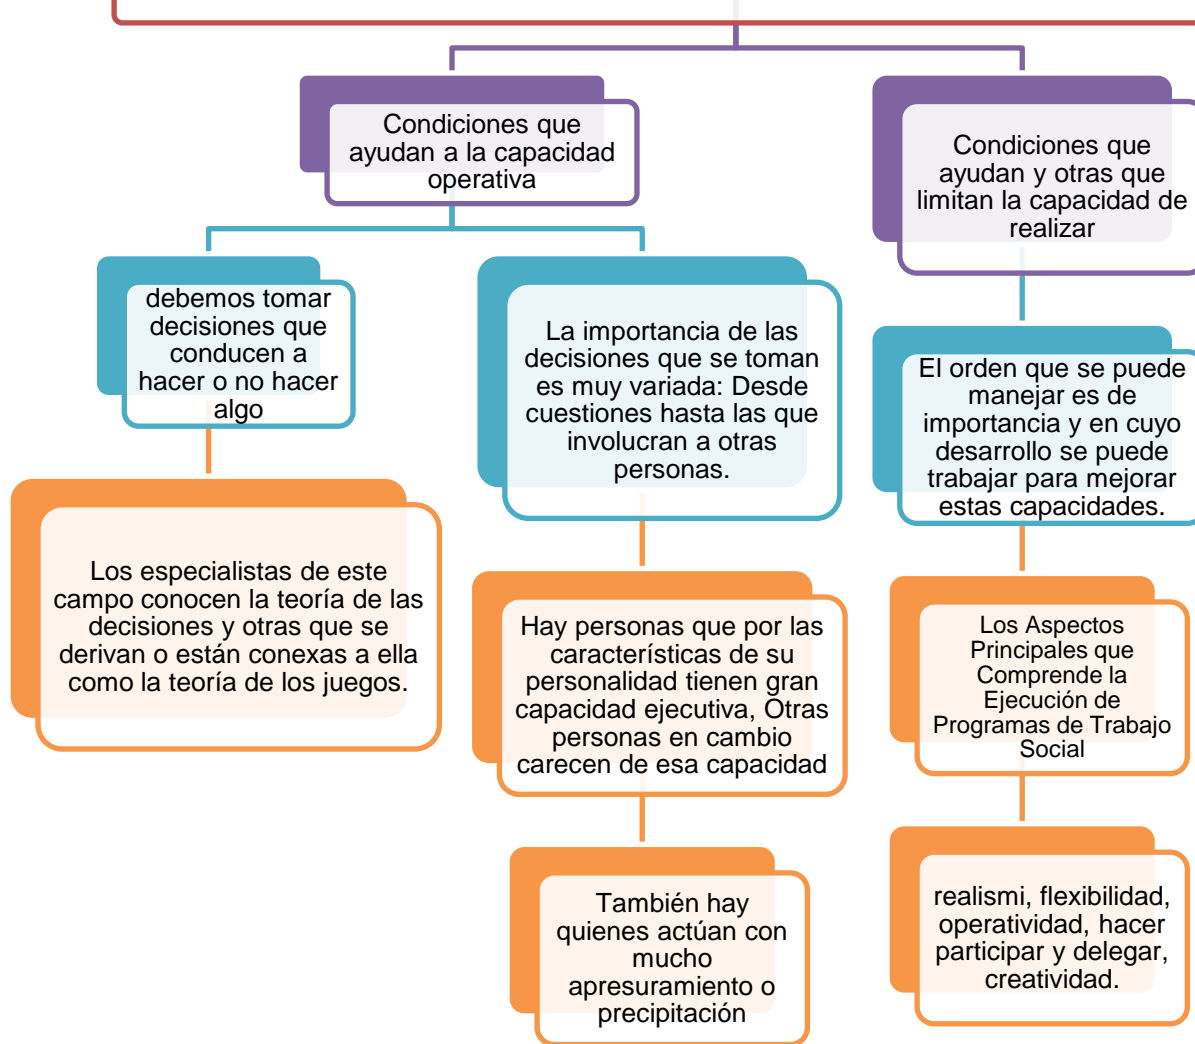 Condiciones que
ayudan a la capacidad
operativa
Condiciones que
ayudan y otras que
limitan la capacidad de
realizar
debemos tomar
decisiones que
conducen a
hacer o no hacer
algo
La importancia de las
decisiones que se toman
es muy variada: Desde
cuestiones hasta las que
involucran a otras
personas.
El orden que se puede
manejar es de
importancia y en cuyo
desarrollo se puede
trabajar para mejorar
estas capacidades.
Los especialistas de este
campo conocen la teoría de las
decisiones y otras que se
derivan o están conexas a ella
como la teoría de los juegos.
Hay personas que por las
características de su
personalidad tienen gran
capacidad ejecutiva, Otras
personas en cambio
carecen de esa capacidad
Los Aspectos
Principales que
Comprende la
Ejecución de
Programas de Trabajo
Social
También hay
quienes actúan con
mucho
apresuramiento o
precipitación
realismi, flexibilidad,
operatividad, hacer
participar y delegar,
creatividad.